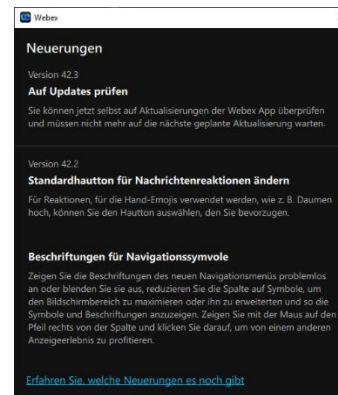 Webex
Neuerungen
Version 42.3
Auf Updates prüfen
Sie können jetzt selbst auf Aktualisierungen der Webex App überprüfen
und müssen nicht mehr auf die nächste geplante Aktualisierung warten.
Version 42.2
Standardhautton für Nachrichtenreaktionen ändern
Für Reaktionen, für die Hand-Emojis verwendet werden, wie z. B. Daumen
hoch, können Sie den Hautton auswählen, den Sie bevorzugen.
Beschriftungen für Navigationssymvole
Zeigen Sie die Beschriftungen des neuen Navigationsmenüs problemlos
an oder blenden Sie sie aus, reduzieren Sie die Spalte auf Symbole, um
den Bildschirmbereich zu maximieren oder ihn zu erweiterten und so die
Symbole und Beschriftungen anzuzeigen. Zeigen Sie mit der Maus auf den
Pfeil rechts von der Spalte und klicken Sie darauf, um von einem anderen
Anzeigeerlebnis zu profitieren.
Erfahren Sie, welche Neuerungen es noch gibt